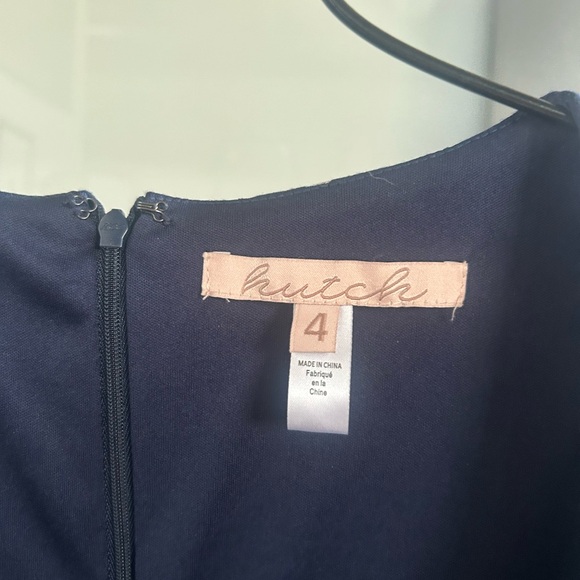 hutch
4
MADE IN CHINA
Fabriqué
en la
Chine